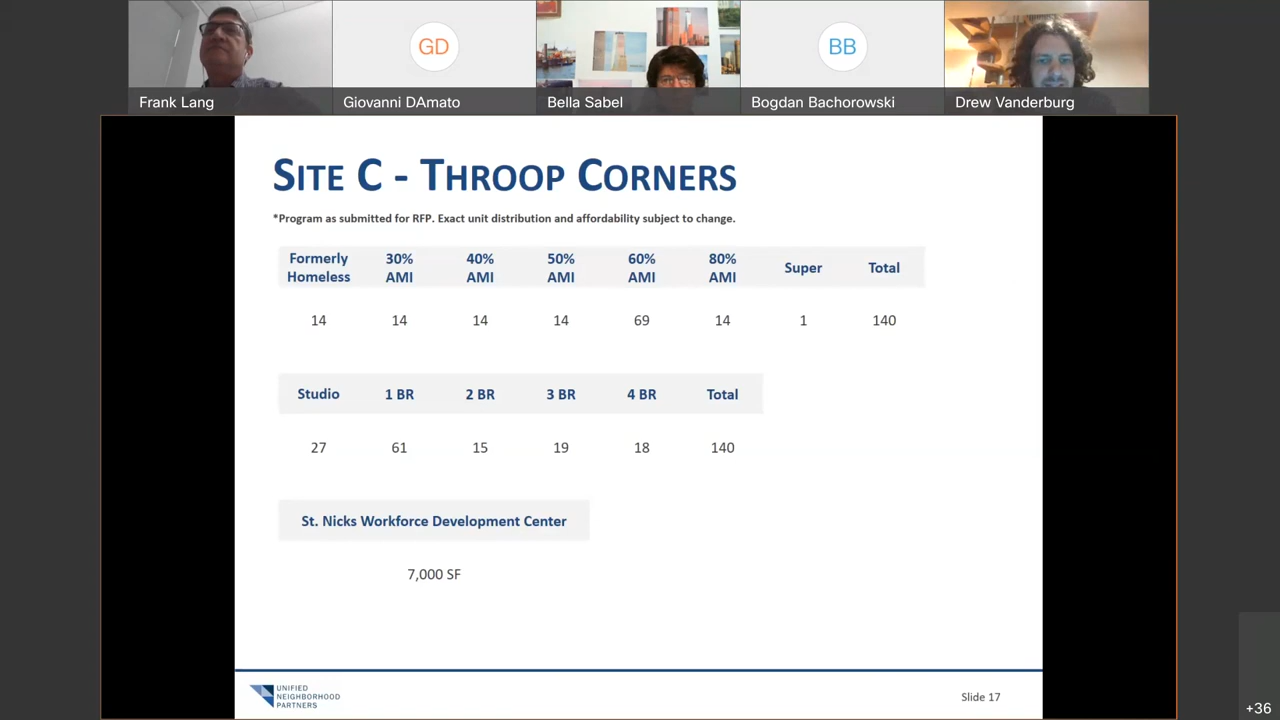 Frank Lang
GD
Giovanni DAmato
Bella Sabel
BB
Bogdan Bachorowski
Drew Vanderburg
SITE C - THROOP CORNERS
*Program as submitted for RFP. Exact unit distribution and affordability subject to change.
Formerly Homeless 30% AMI 40% AMI 50% AMI 60% AMI 80% AMI Super Total
14 14 14 14 69 14 1 140
Studio 1 BR 2 BR 3 BR 4 BR Total
27 61 15 19 18 140
St. Nicks Workforce Development Center
7,000 SF
UNIFIED
NEIGHBORHOOD
PARTNERS
Slide 17
+36